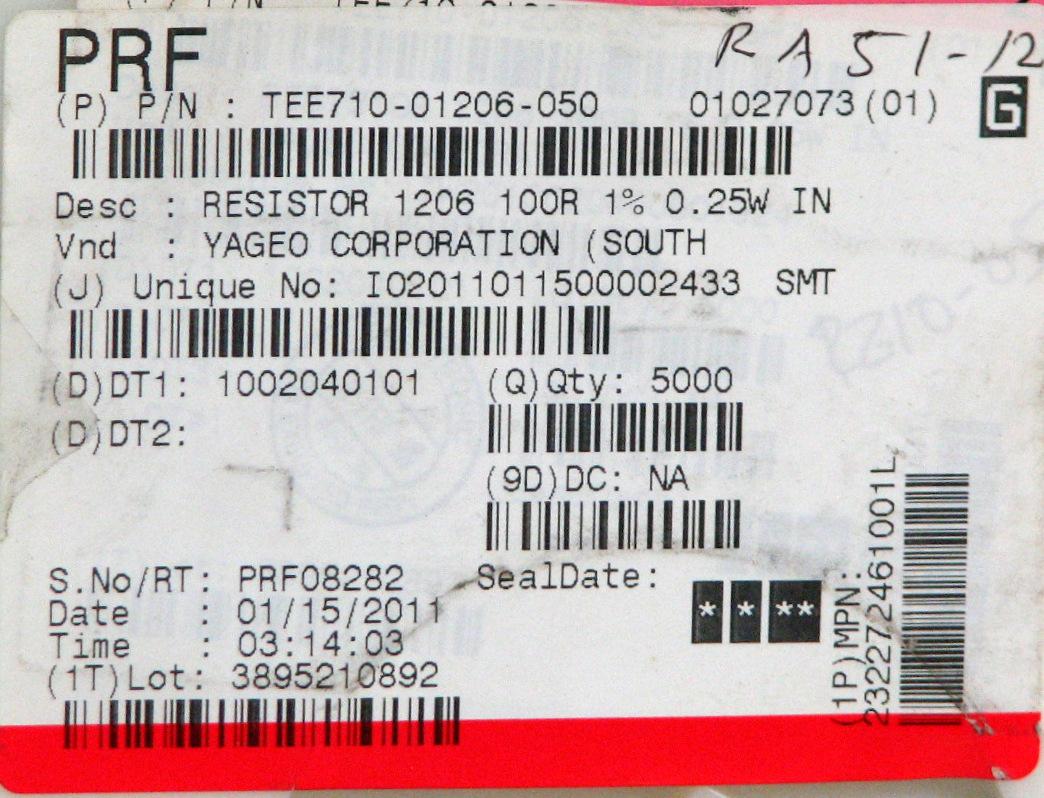 PRF
RA51-12
(P) P/N : TEE710-01206-050 01027073(01)
G
Desc : RESISTOR 1206 100R 1% 0.25W IN
Vnd : YAGEO CORPORATION (SOUTH
(J) Unique No: I02011011500002433 SMT
(D)DT1: 1002040101 (Q)Qty: 5000
(D)DT2:
(9D)DC: NA
S.No/RT: PRF08282 SealDate:
* * **
Date : 01/15/2011
Time : 03:14:03
(1T)Lot: 3895210892
(1P)MPN:
232272461001L